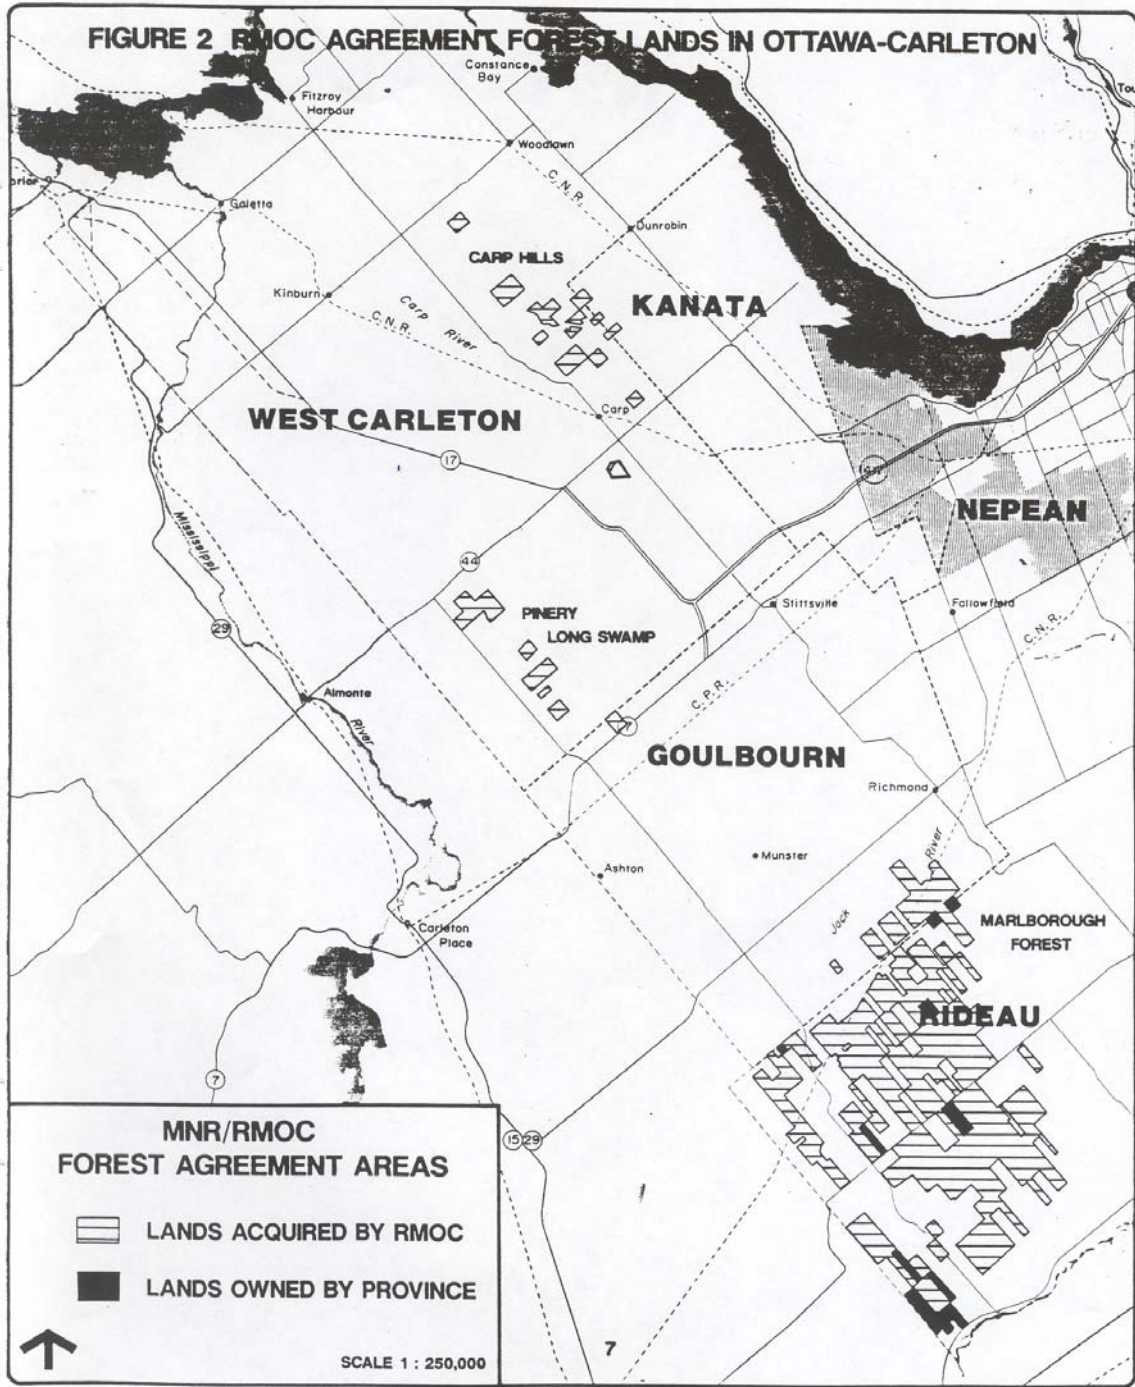 FIGURE 2 RMOC AGREEMENT FOREST LANDS IN OTTAWA-CARLETON
Constance
Bay
Fitzroy
Harbour
Woodlawn
C.N.R.
Galetta
Dunrobin
CARP HILLS
Kinburn
KANATA
Carp River
C.N.R.
WEST CARLETON
Carp
17
NEPEAN
Mississippi
44
29
PINERY
LONG SWAMP
Stittsville
Fallowfield
C.N.R.
Almonte
River
C.P.R.
7
GOULBOURN
Richmond
Munster
Ashton
Jock
River
Carleton
Place
MARLBOROUGH
FOREST
RIDEAU
7
15 29
MNR/RMOC
FOREST AGREEMENT AREAS
LANDS ACQUIRED BY RMOC
LANDS OWNED BY PROVINCE
SCALE 1 : 250,000
7